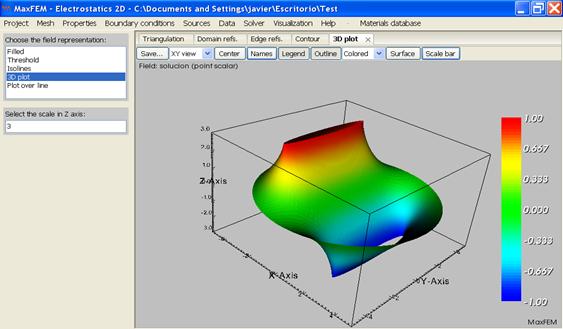 MaxFEM - Electrostatics 2D - C:\Documents and Settings\javier\Escritorio\Test
Project Mesh Properties Boundary conditions Sources Data Solver Visualization Help - Materials database
Choose the field representation:
Filled
Threshold
Isolines
3D plot
Plot over line
Select the scale in Z axis:
3
Triangulation Domain refs. Edge refs. Contour 3D plot
Save... XY view Center Names Legend Outline Colored Surface Scale bar
Field: solucion (point scalar)
3.0
2.0
1.0
0.0
-1.0
-2.0
3.0
Z-Axis
X-Axis
Y-Axis
1.00
0.667
0.333
0.000
-0.333
-0.667
-1.00
MaxFEM